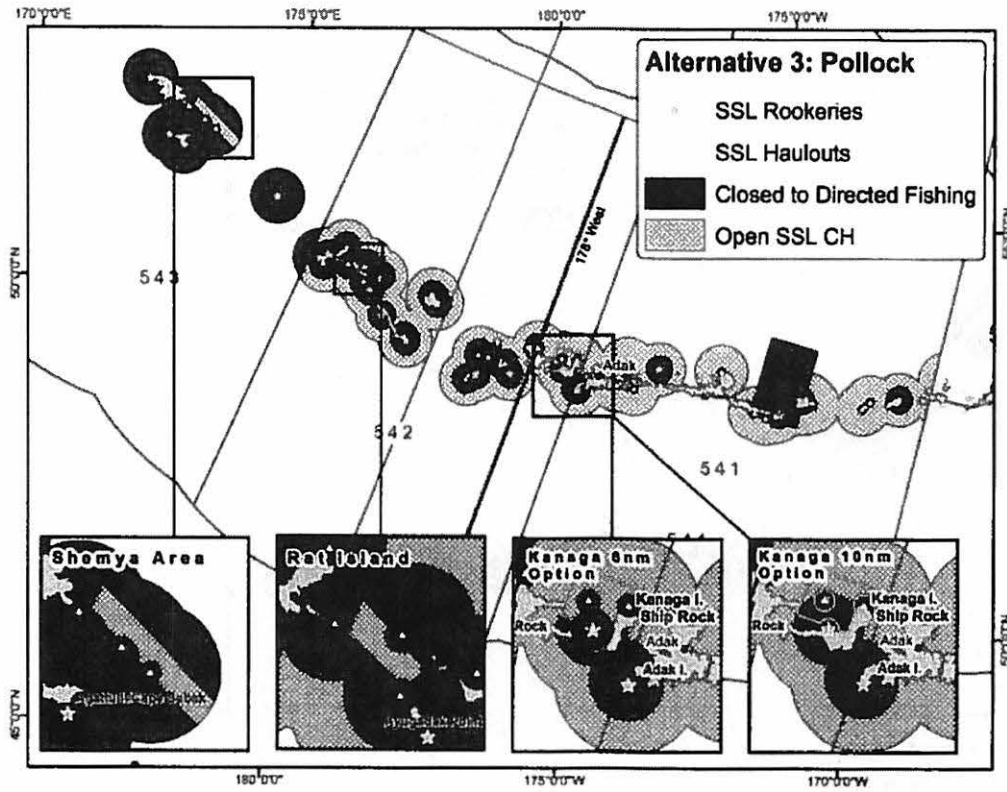 170°0'0"E
175°0'0"E
180°0'0"
175°0'0"W
Alternative 3: Pollock
SSL Rookeries
SSL Haulouts
Closed to Directed Fishing
Open SSL CH
178° West
50°0'0"N
543
542
541
Adak
Shemya Area
Rat Island
Kanaga 6nm
Option
Kanaga I.
Ship Rock
Rock
Adak
Adak I.
Kanaga 10nm
Option
Kanaga I.
Ship Rock
Rock
Adak
Adak I.
45°0'0"N
50°0'0"N
180°0'0"
175°0'0"W
170°0'0"W